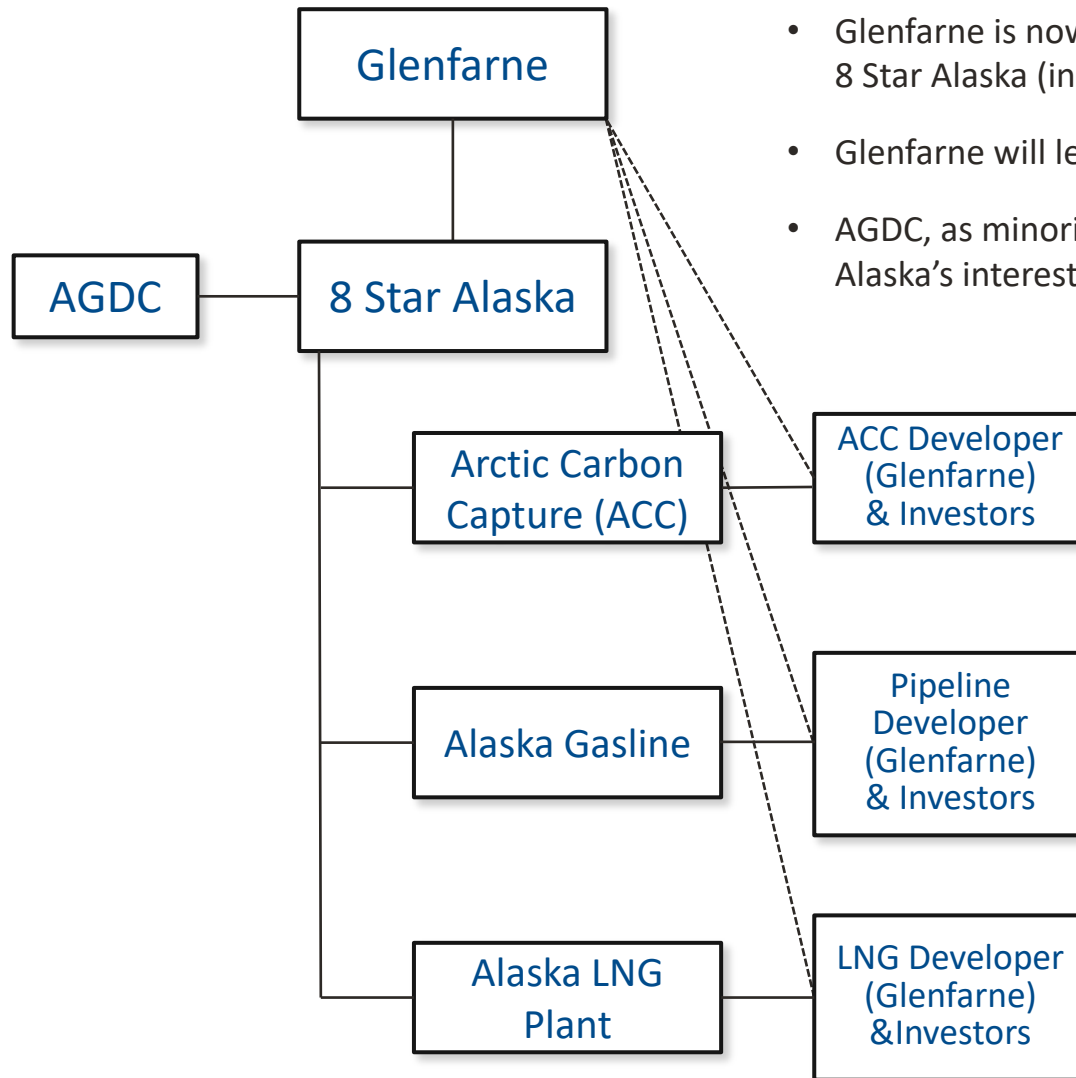 Glenfarne
• Glenfarne is now
8 Star Alaska (in
• Glenfarne will le
• AGDC, as minori
Alaska’s interest
AGDC
8 Star Alaska
Arctic Carbon
Capture (ACC)
ACC Developer
(Glenfarne)
& Investors
Alaska Gasline
Pipeline
Developer
(Glenfarne)
& Investors
Alaska LNG
Plant
LNG Developer
(Glenfarne)
&Investors